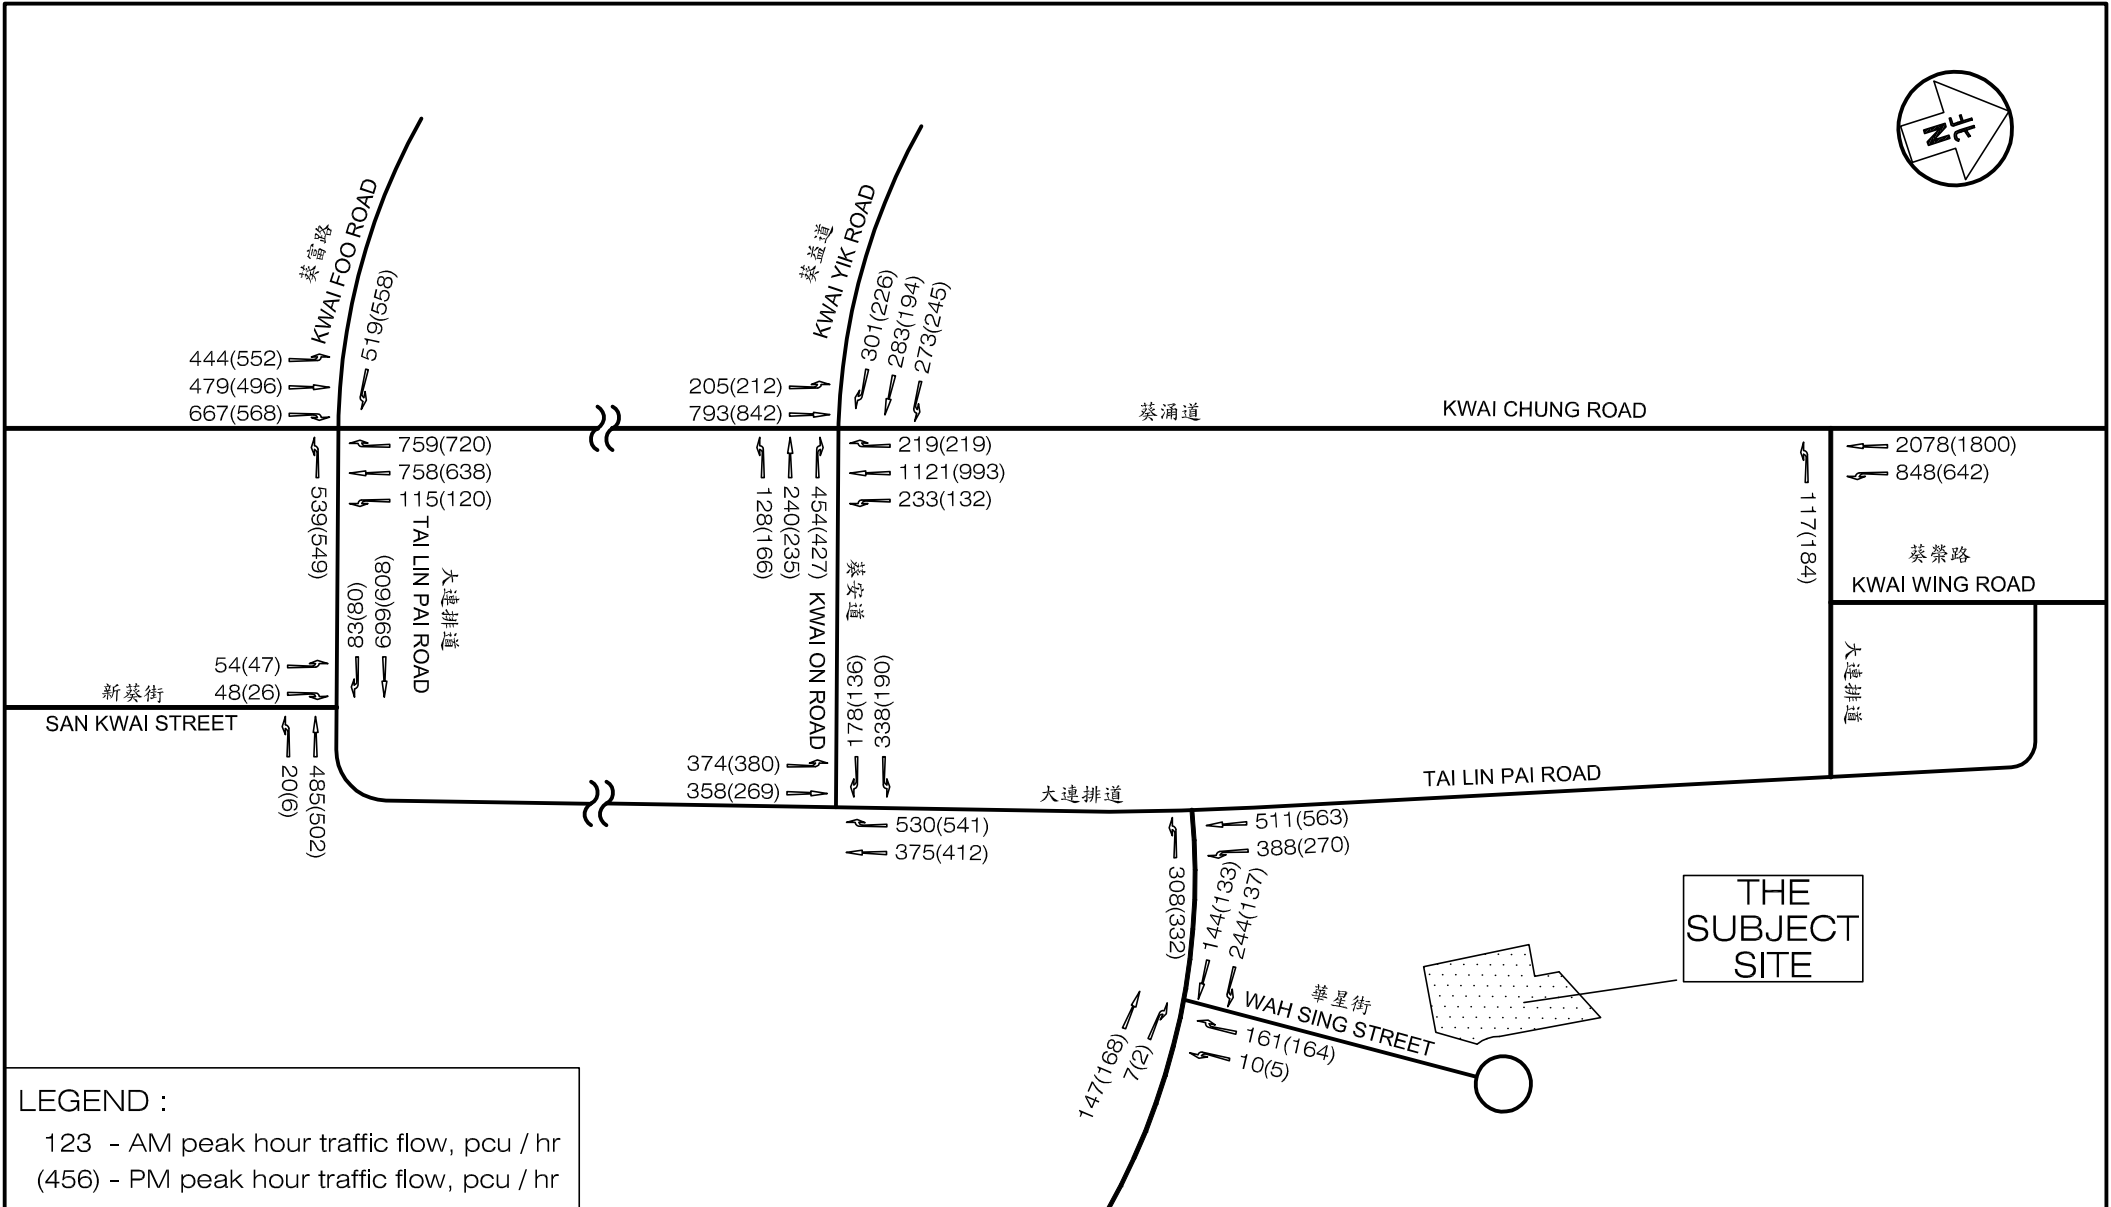 北
N
葵富路
KWAI FOO ROAD
519(558)
444(552)
479(496)
667(568)
葵益道
KWAI YIK ROAD
301(226)
283(194)
273(245)
205(212)
793(842)
葵涌道
KWAI CHUNG ROAD
759(720)
758(638)
115(120)
539(549)
219(219)
1121(993)
233(132)
128(166)
240(235)
454(427)
2078(1800)
848(642)
117(184)
葵榮路
KWAI WING ROAD
大連排道
TAI LIN PAI ROAD
669(608)
83(80)
葵安道
KWAI ON ROAD
178(136)
338(190)
大連排道
54(47)
48(26)
新葵街
SAN KWAI STREET
20(6)
485(502)
374(380)
358(269)
大連排道
TAI LIN PAI ROAD
530(541)
375(412)
511(563)
388(270)
308(332)
144(133)
244(137)
THE
SUBJECT
SITE
華星街
WAH SING STREET
161(164)
10(5)
147(168)
7(2)
LEGEND :
123 - AM peak hour traffic flow, pcu / hr
(456) - PM peak hour traffic flow, pcu / hr